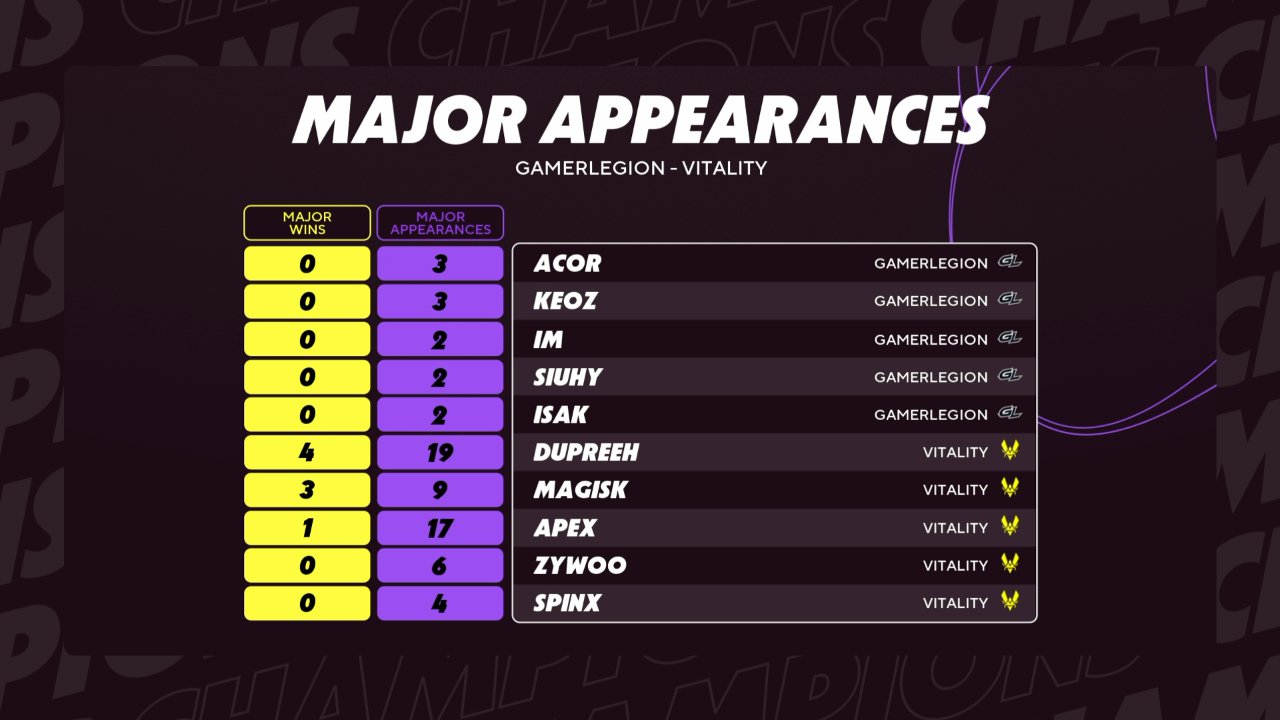 MAJOR APPEARANCES
GAMERLEGION - VITALITY
MAJOR WINS
MAJOR APPEARANCES
0 3 ACOR GAMERLEGION GL
0 3 KEOZ GAMERLEGION GL
0 2 IM GAMERLEGION GL
0 2 SIUHY GAMERLEGION GL
0 2 ISAK GAMERLEGION GL
4 19 DUPREEH VITALITY
3 9 MAGISK VITALITY
1 17 APEX VITALITY
0 6 ZYWOO VITALITY
0 4 SPINX VITALITY
CHAMPIONS